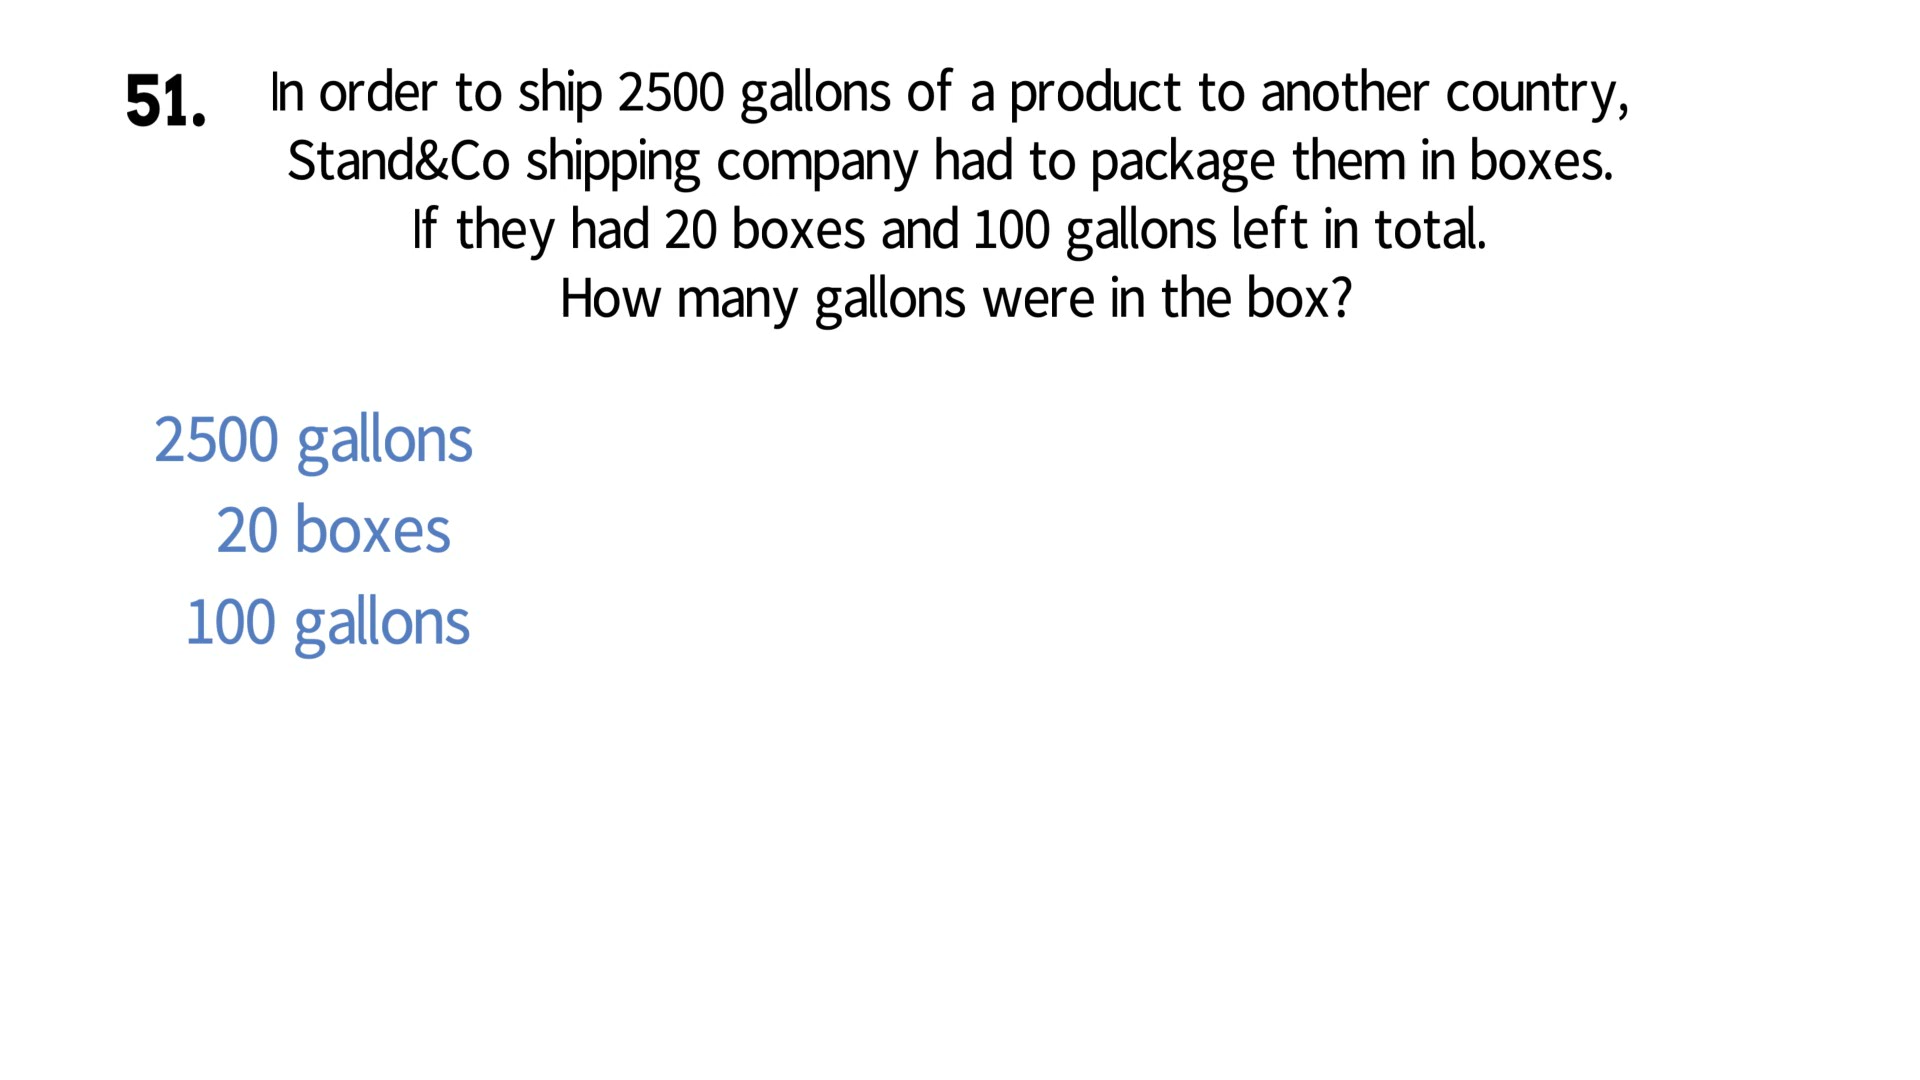 51. In order to ship 2500 gallons of a product to another country,
Stand&Co shipping company had to package them in boxes.
If they had 20 boxes and 100 gallons left in total.
How many gallons were in the box?
2500 gallons
20 boxes
100 gallons